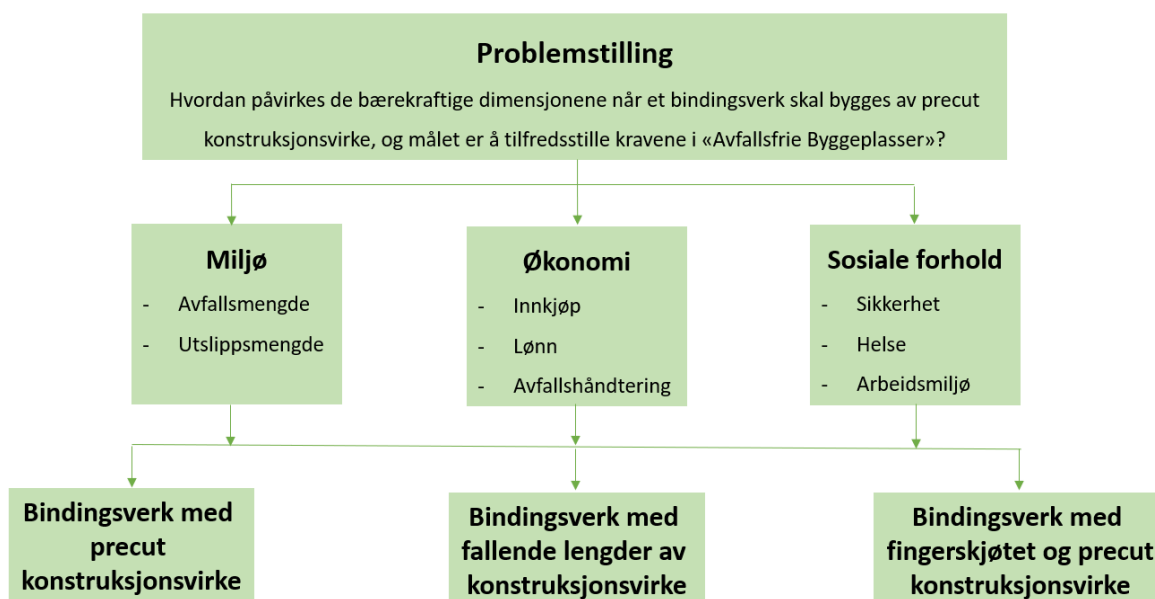 Problemstilling
Hvordan påvirkes de bærekraftige dimensjonene når et bindingsverk skal bygges av precut
konstruksjonsvirke, og målet er å tilfredsstille kravene i «Avfallsfrie Byggeplasser»?
Miljø
- Avfallsmengde
- Utslippsmengde
Økonomi
- Innkjøp
- Lønn
- Avfallshåndtering
Sosiale forhold
- Sikkerhet
- Helse
- Arbeidsmiljø
Bindingsverk med
precut
konstruksjonsvirke
Bindingsverk med
fallende lengder av
konstruksjonsvirke
Bindingsverk med
fingerskjøtet og precut
konstruksjonsvirke